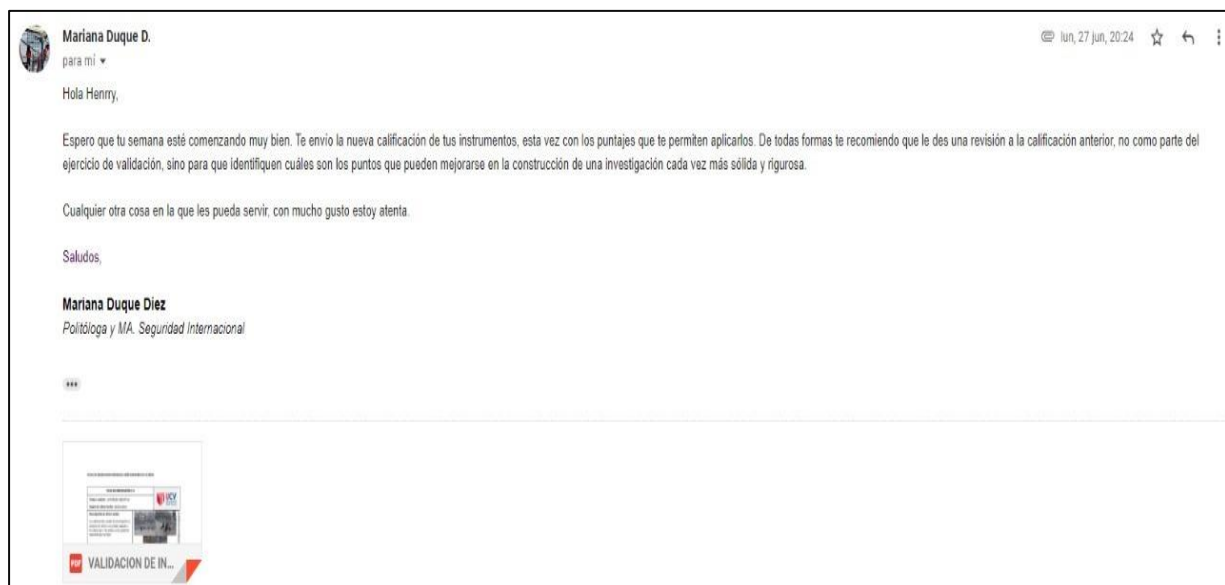 Mariana Duque D.
lun, 27 jun, 20:24
para mí
Hola Henrry,
Espero que tu semana esté comenzando muy bien. Te envío la nueva calificación de tus instrumentos, esta vez con los puntajes que te permiten aplicarlos. De todas formas te recomiendo que le des una revisión a la calificación anterior, no como parte del
ejercicio de validación, sino para que identifiquen cuáles son los puntos que pueden mejorarse en la construcción de una investigación cada vez más sólida y rigurosa.
Cualquier otra cosa en la que les pueda servir, con mucho gusto estoy atenta.
Saludos,
Mariana Duque Diez
Politóloga y MA. Seguridad Internacional
UCV
PDF VALIDACION DE IN...